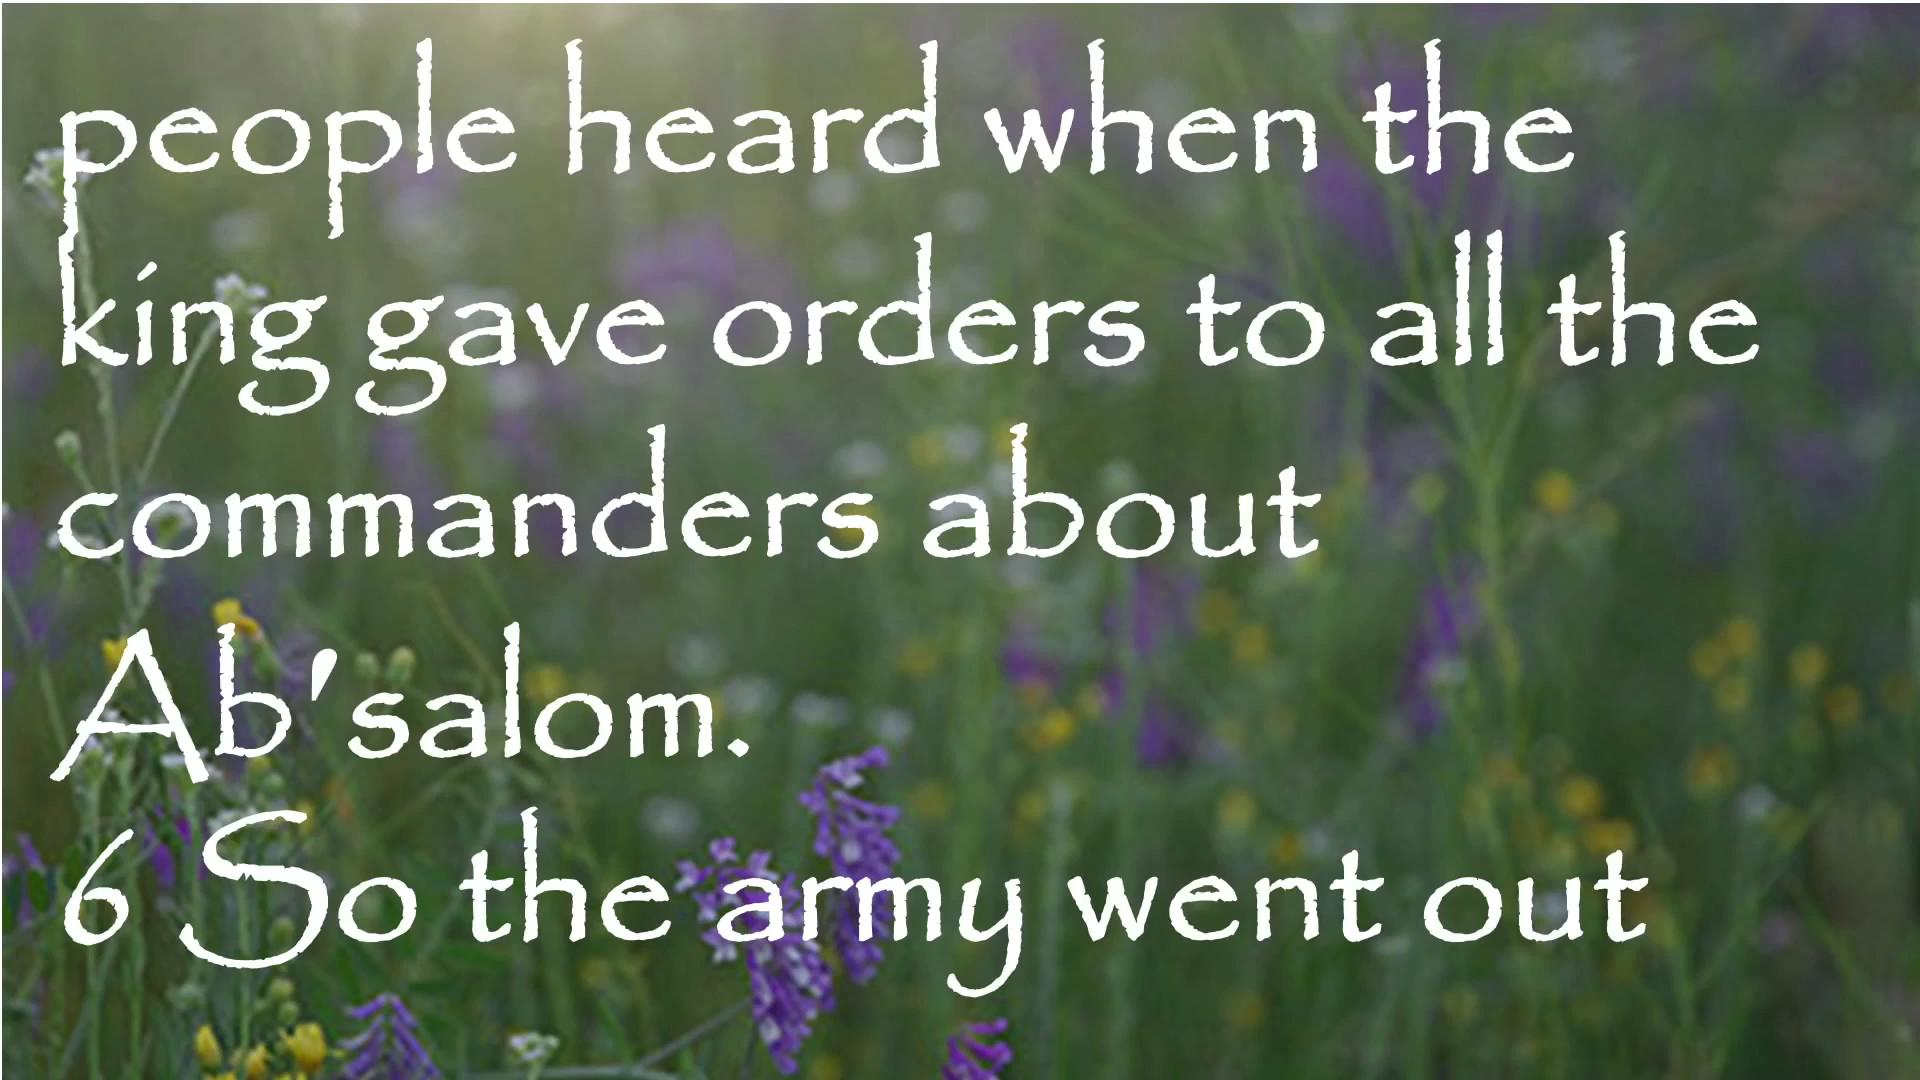 people heard when the
king gave orders to all the
commanders about
Ab'salom.
6 So the army went out